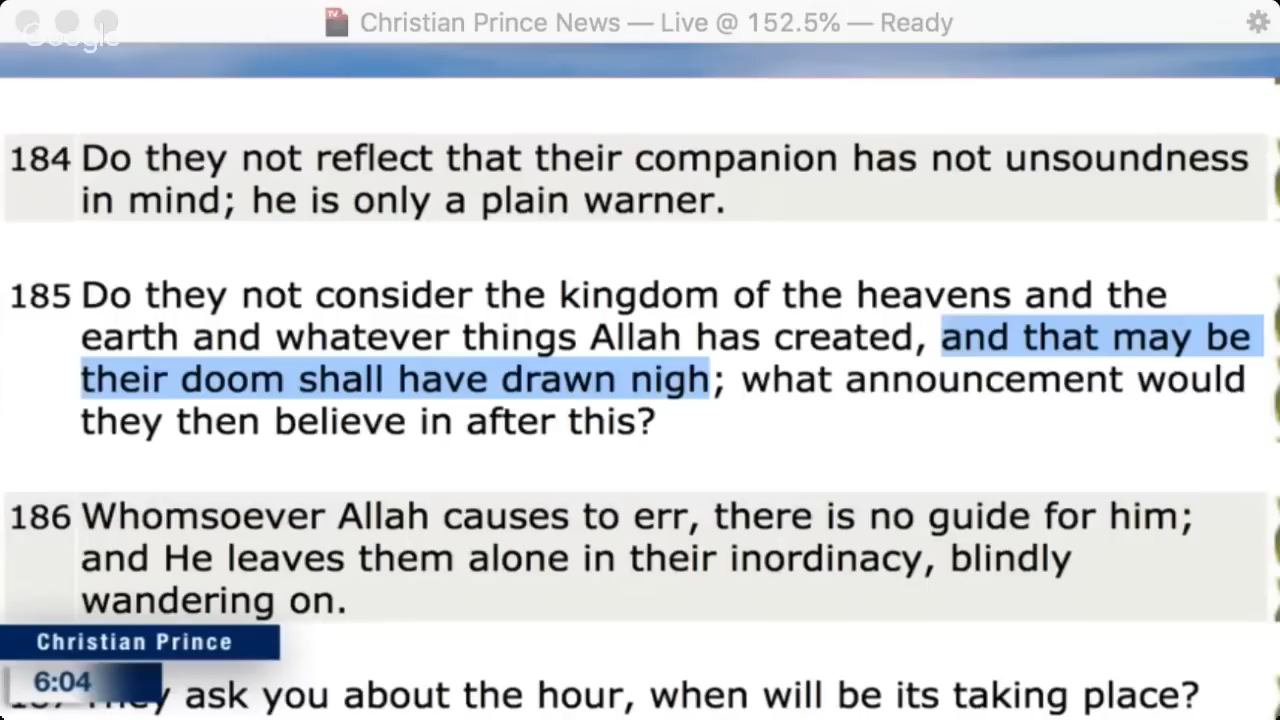 Christian Prince News — Live @ 152.5% — Ready
Google
184 Do they not reflect that their companion has not unsoundness
in mind; he is only a plain warner.
185 Do they not consider the kingdom of the heavens and the
earth and whatever things Allah has created, and that may be
their doom shall have drawn nigh; what announcement would
they then believe in after this?
186 Whomsoever Allah causes to err, there is no guide for him;
and He leaves them alone in their inordinacy, blindly
wandering on.
Christian Prince
6:04
ask you about the hour, when will be its taking place?